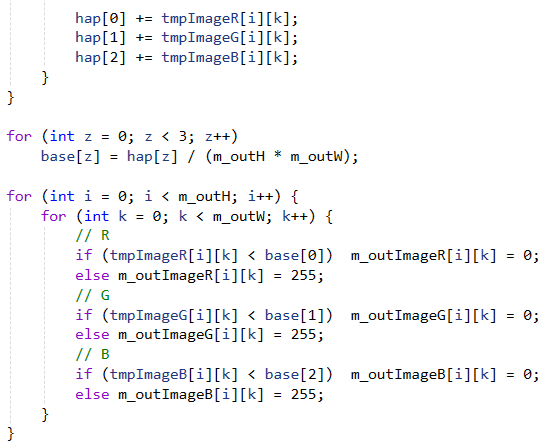 hap[0] += tmpImageR[i][k];
hap[1] += tmpImageG[i][k];
hap[2] += tmpImageB[i][k];
}
}
for (int z = 0; z < 3; z++)
base[z] = hap[z] / (m_outH * m_outW);
for (int i = 0; i < m_outH; i++) {
for (int k = 0; k < m_outW; k++) {
// R
if (tmpImageR[i][k] < base[0])  m_outImageR[i][k] = 0;
else m_outImageR[i][k] = 255;
// G
if (tmpImageG[i][k] < base[1])  m_outImageG[i][k] = 0;
else m_outImageG[i][k] = 255;
// B
if (tmpImageB[i][k] < base[2])  m_outImageB[i][k] = 0;
else m_outImageB[i][k] = 255;
}
}